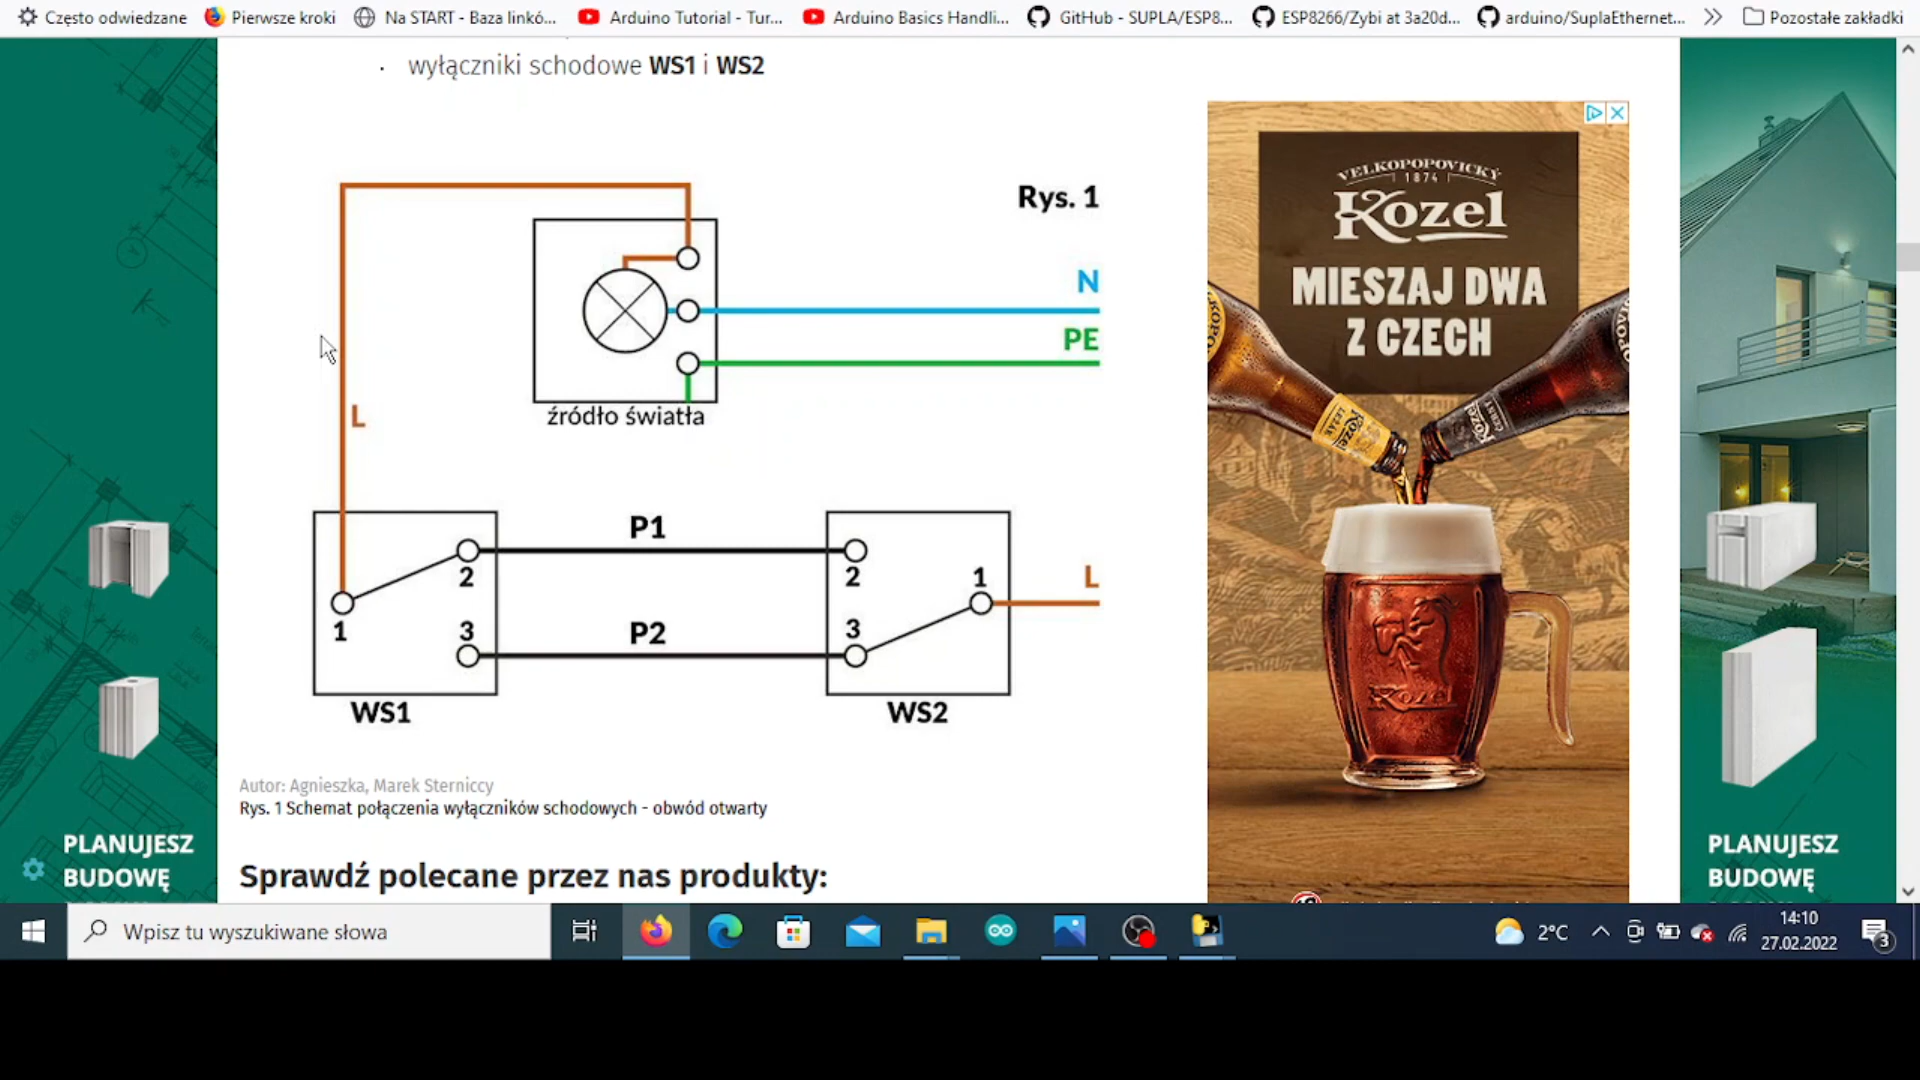 Często odwiedzane
Pierwsze kroki
Na START - Baza linkó...
Arduino Tutorial - Tur...
Arduino Basics Handli...
GitHub - SUPLA/ESP8...
ESP8266/Zybi at 3a20d...
arduino/SuplaEthernet...
Pozostałe zakładki
· wyłączniki schodowe WS1 i WS2
Rys. 1
N
PE
źródło światła
L
P1
2
2
1
L
1
3
P2
3
WS1
WS2
Autor: Agnieszka, Marek Sterniccy
Rys. 1 Schemat połączenia wyłączników schodowych - obwód otwarty
Sprawdź polecane przez nas produkty:
VELKOPOPOVICKÝ
1874
Kozel
MIESZAJ DWA
Z CZECH
Kozel
Kozel
Kozel
PLANUJESZ
BUDOWĘ
PLANUJESZ
BUDOWĘ
Wpisz tu wyszukiwane słowa
2°C
14:10
27.02.2022
3